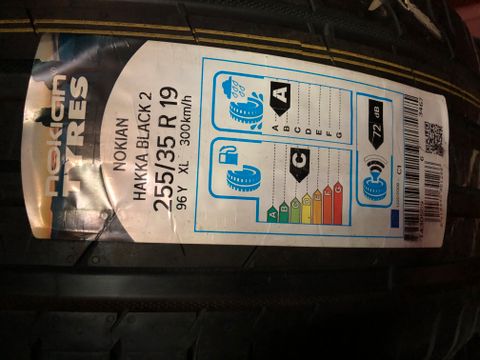 nokian
TYRES
NOKIAN
HAKKA BLACK 2
255/35 R 19
96 Y XL 300km/h
A
A
B
C
D
E
F
G
C
A
B
C
D
E
F
G
72 dB
C1